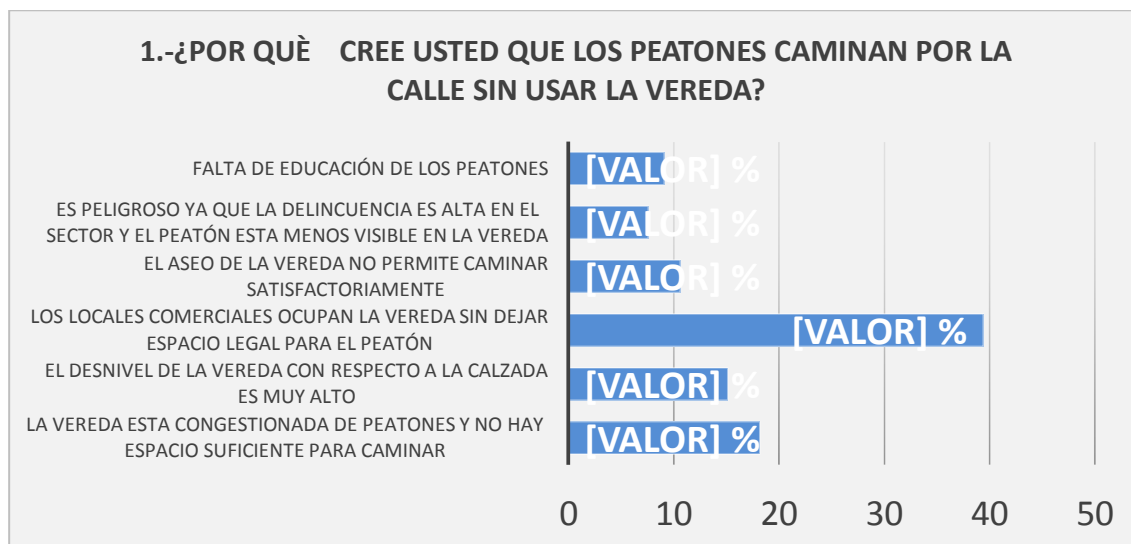 1.-¿POR QUÈ CREE USTED QUE LOS PEATONES CAMINAN POR LA
CALLE SIN USAR LA VEREDA?
FALTA DE EDUCACIÓN DE LOS PEATONES
[VALOR] %
ES PELIGROSO YA QUE LA DELINCUENCIA ES ALTA EN EL
SECTOR Y EL PEATÓN ESTA MENOS VISIBLE EN LA VEREDA
[VALOR] %
EL ASEO DE LA VEREDA NO PERMITE CAMINAR
SATISFACTORIAMENTE
[VALOR] %
LOS LOCALES COMERCIALES OCUPAN LA VEREDA SIN DEJAR
ESPACIO LEGAL PARA EL PEATÓN
[VALOR] %
EL DESNIVEL DE LA VEREDA CON RESPECTO A LA CALZADA
ES MUY ALTO
[VALOR] %
LA VEREDA ESTA CONGESTIONADA DE PEATONES Y NO HAY
ESPACIO SUFICIENTE PARA CAMINAR
[VALOR] %
0 10 20 30 40 50